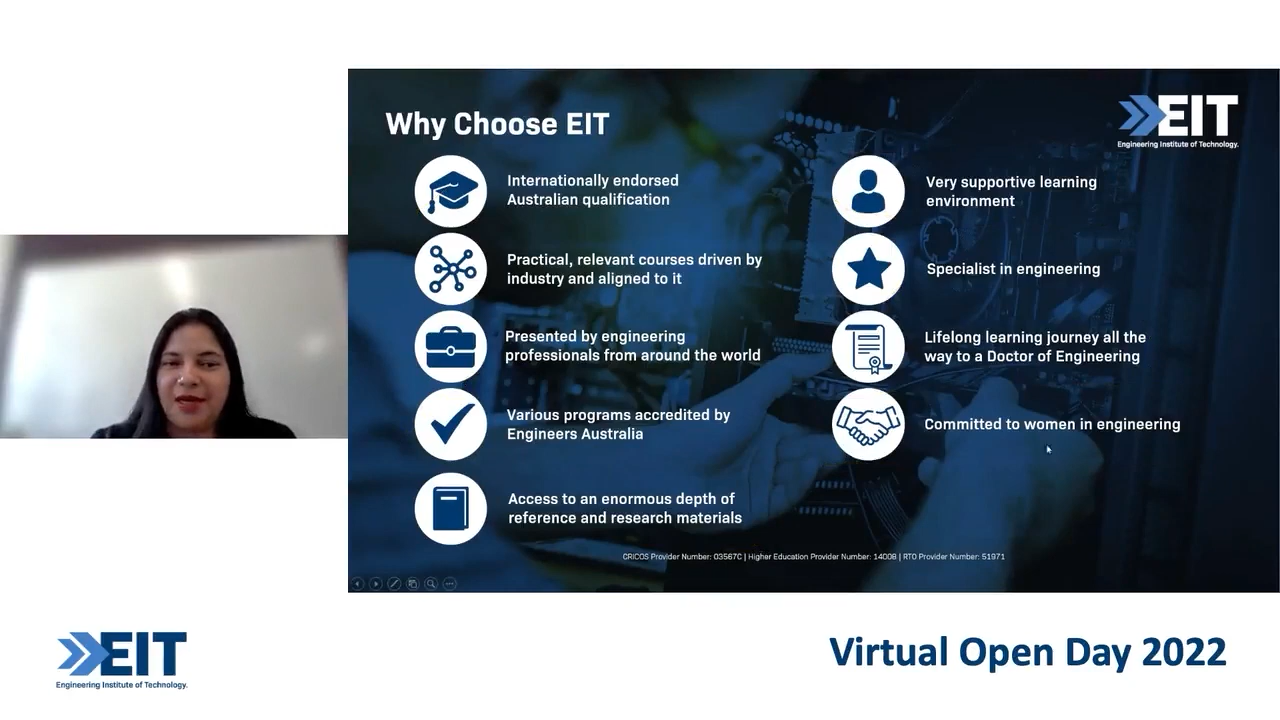 Why Choose EIT
EIT
Engineering Institute of Technology.
Internationally endorsed
Australian qualification
Practical, relevant courses driven by
industry and aligned to it
Presented by engineering
professionals from around the world
Various programs accredited by
Engineers Australia
Access to an enormous depth of
reference and research materials
Very supportive learning
environment
Specialist in engineering
Lifelong learning journey all the
way to a Doctor of Engineering
Committed to women in engineering
CRICOS Provider Number: 03567C | Higher Education Provider Number: 14008 | RTO Provider Number: 51971
EIT
Engineering Institute of Technology.
Virtual Open Day 2022